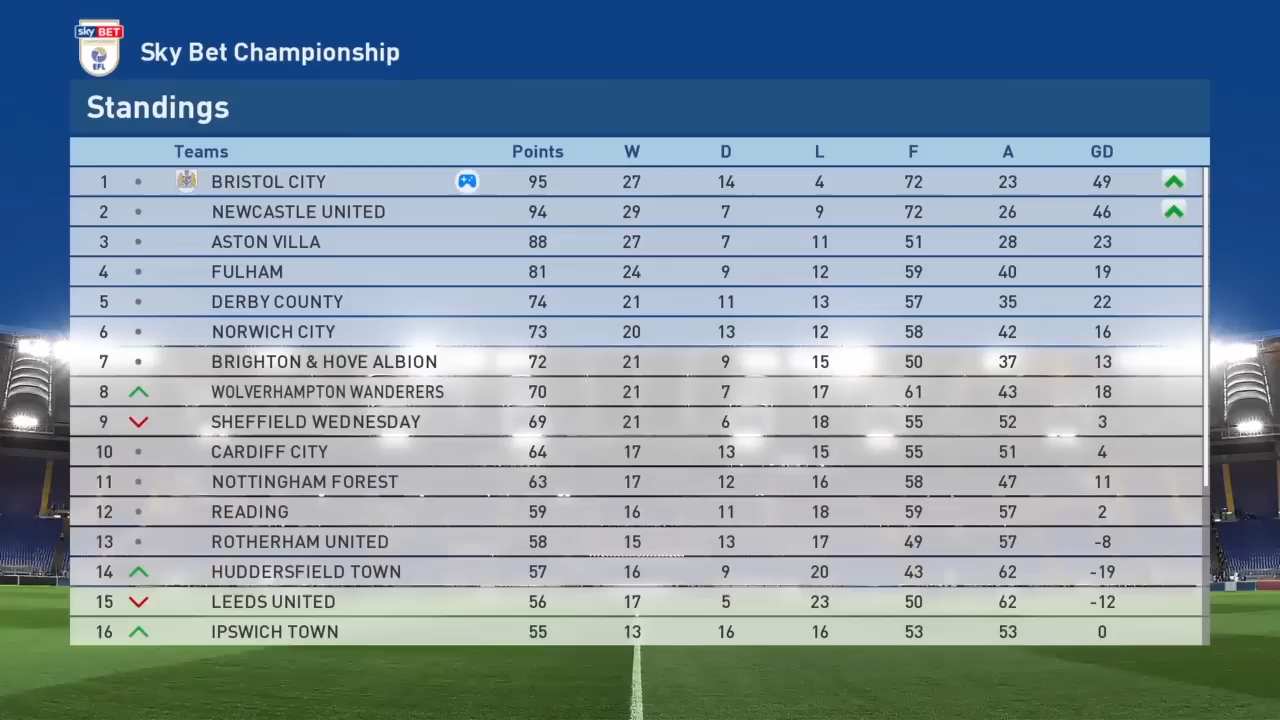 sky BET
EFL
Sky Bet Championship
Standings
Teams Points W D L F A GD
1 BRISTOL CITY 95 27 14 4 72 23 49
2 NEWCASTLE UNITED 94 29 7 9 72 26 46
3 ASTON VILLA 88 27 7 11 51 28 23
4 FULHAM 81 24 9 12 59 40 19
5 DERBY COUNTY 74 21 11 13 57 35 22
6 NORWICH CITY 73 20 13 12 58 42 16
7 BRIGHTON & HOVE ALBION 72 21 9 15 50 37 13
8 WOLVERHAMPTON WANDERERS 70 21 7 17 61 43 18
9 SHEFFIELD WEDNESDAY 69 21 6 18 55 52 3
10 CARDIFF CITY 64 17 13 15 55 51 4
11 NOTTINGHAM FOREST 63 17 12 16 58 47 11
12 READING 59 16 11 18 59 57 2
13 ROTHERHAM UNITED 58 15 13 17 49 57 -8
14 HUDDERSFIELD TOWN 57 16 9 20 43 62 -19
15 LEEDS UNITED 56 17 5 23 50 62 -12
16 IPSWICH TOWN 55 13 16 16 53 53 0